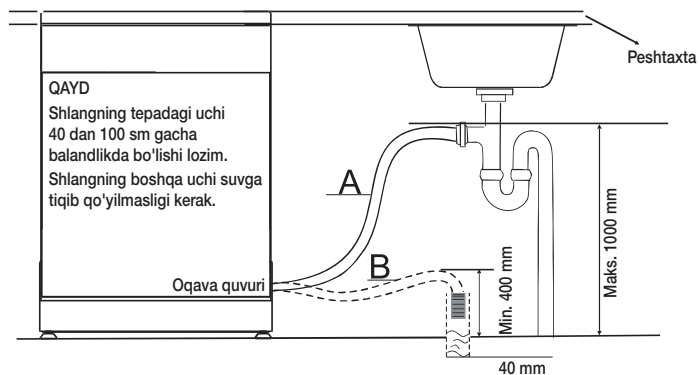 Peshtaxta
QAYD
Shlangning tepadagi uchi
40 dan 100 sm gacha
balandlikda bo'lishi lozim.
Shlangning boshqa uchi suvga
tiqib qo'yilmasligi kerak.
A
B
Oqava quvuri
Maks. 1000 mm
Min. 400 mm
40 mm